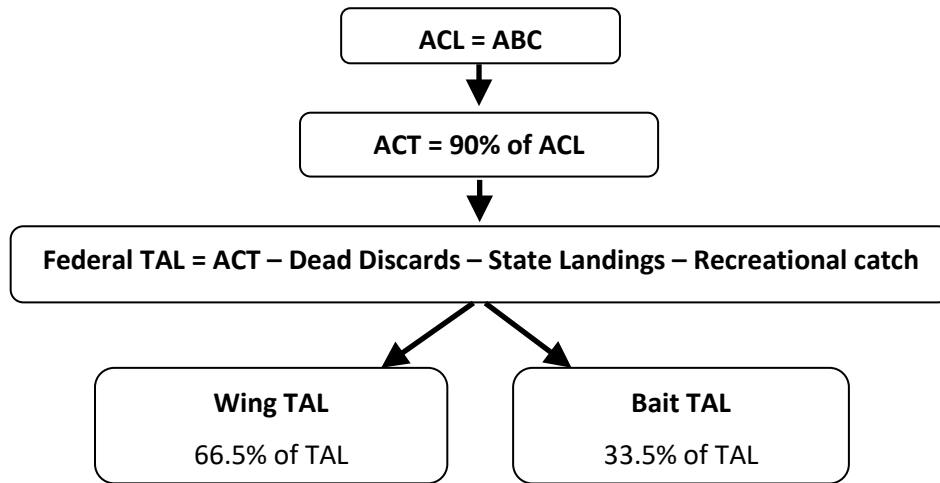 ACL = ABC
ACT = 90% of ACL
Federal TAL = ACT – Dead Discards – State Landings – Recreational catch
Wing TAL
66.5% of TAL
Bait TAL
33.5% of TAL